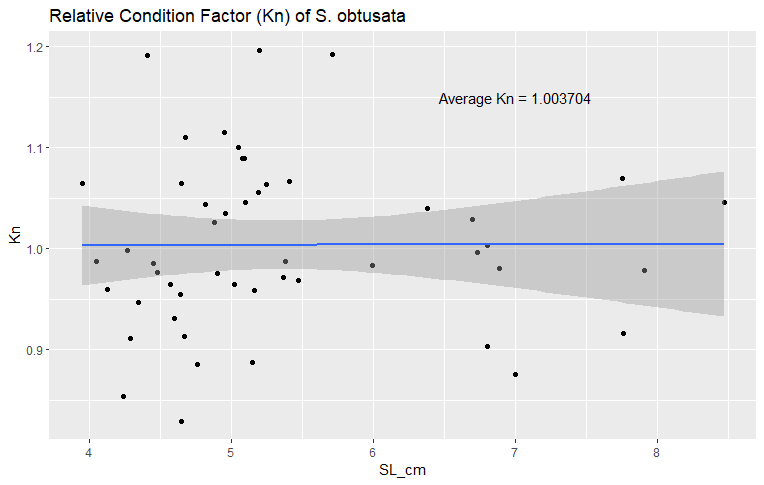 Relative Condition Factor (Kn) of S. obtusata
1.2
Average Kn = 1.003704
1.1
Kn
1.0
0.9
4 5 6 7 8
SL_cm